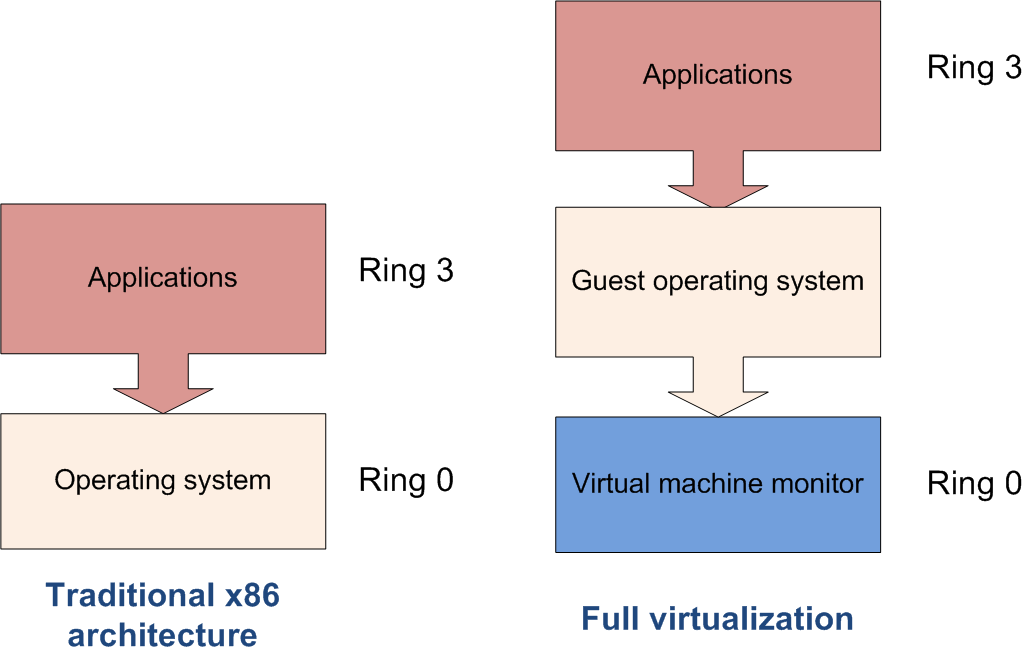 Applications
Ring 3
Operating system
Ring 0
Traditional x86
architecture
Applications
Ring 3
Guest operating system
Virtual machine monitor
Ring 0
Full virtualization